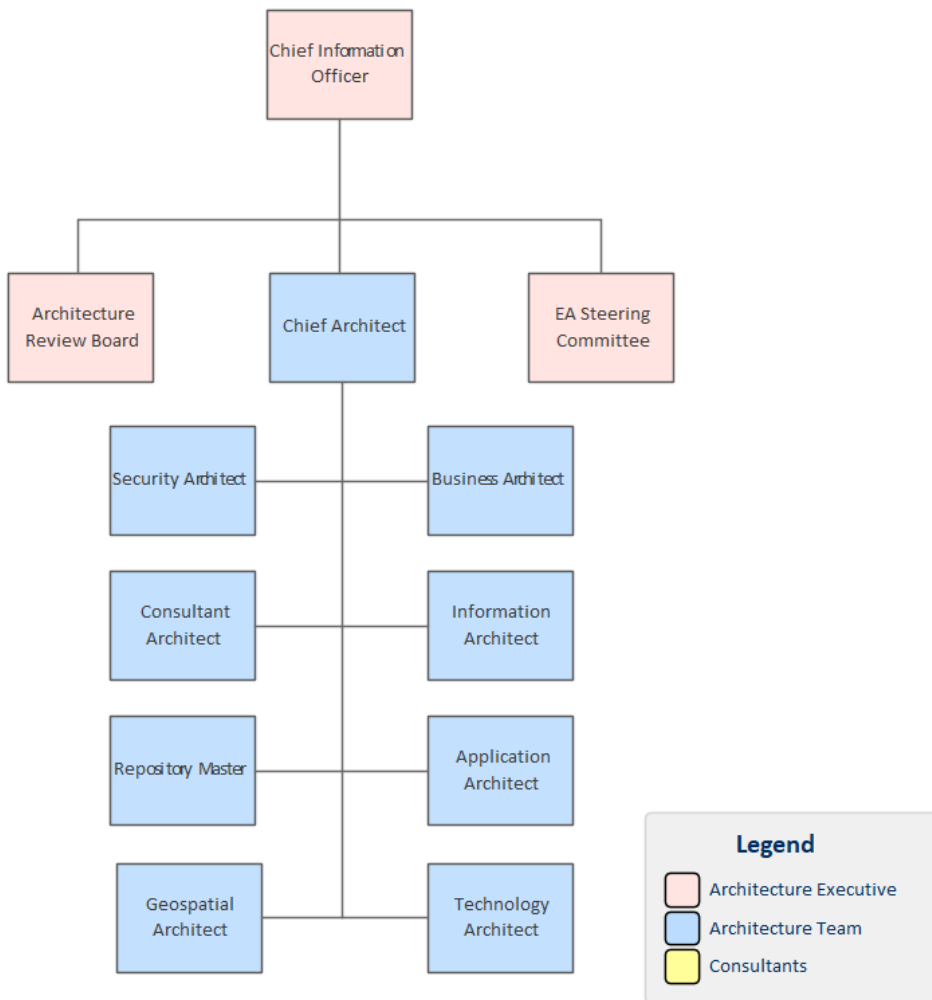 Chief Information
Officer
Architecture
Review Board
Chief Architect
EA Steering
Committee
Security Architect
Business Architect
Consultant
Architect
Information
Architect
Repository Master
Application
Architect
Geospatial
Architect
Technology
Architect
Legend
Architecture Executive
Architecture Team
Consultants